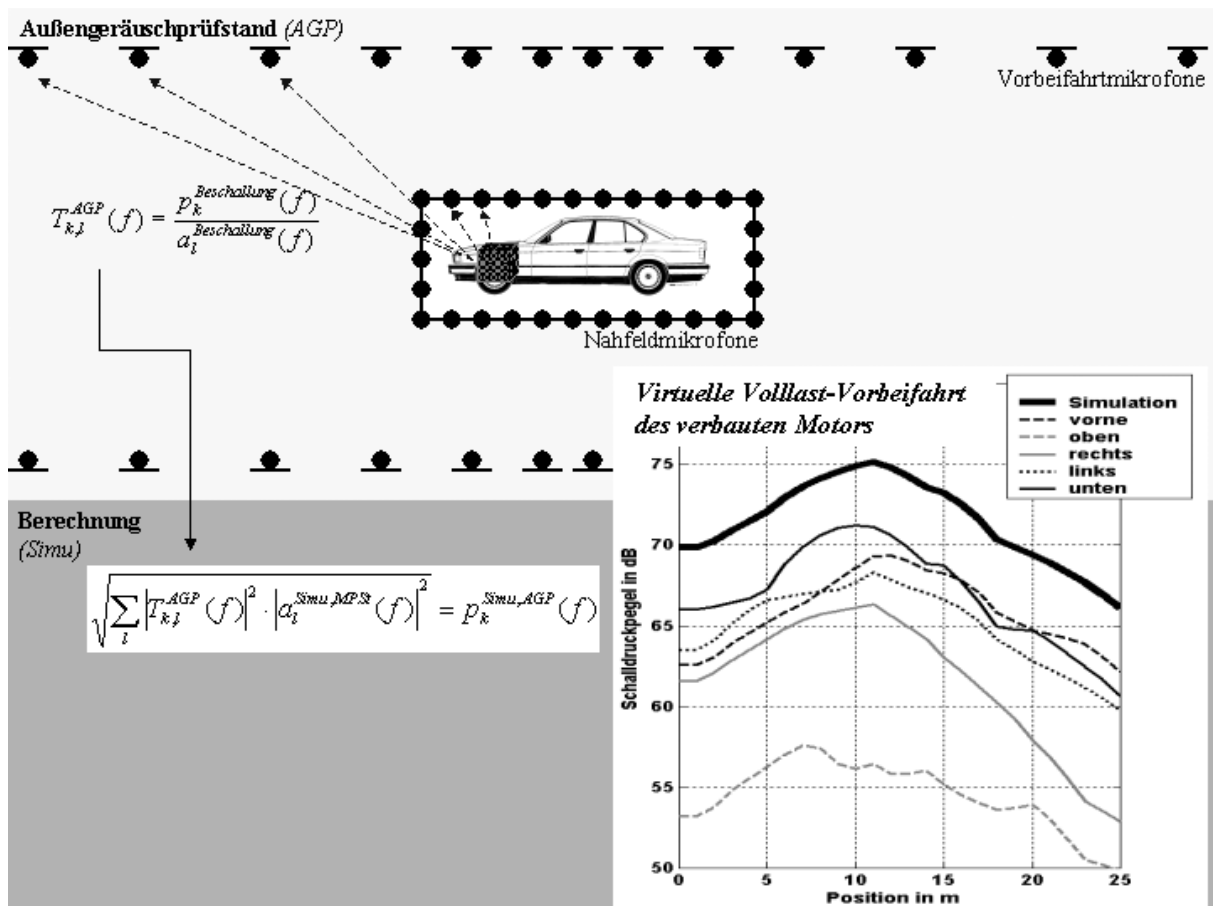 Außengeräuschprüfstand (AGP)
Vorbeifahrtmikrofone
T_{k,l}^{AGP}(f) = p_k^{Beschallung}(f) / a_l^{Beschallung}(f)
Nahfeldmikrofone
Berechnung
(Simu)
√(∑_l |T_{k,l}^{AGP}(f)|² · |a_l^{Simu,MPSt}(f)|²) = p_k^{Simu,AGP}(f)
Virtuelle Volllast-Vorbeifahrt
des verbauten Motors
Simulation
vorne
oben
rechts
links
unten
Schalldruckpegel in dB
75
70
65
60
55
50
0 5 10 15 20 25
Position in m